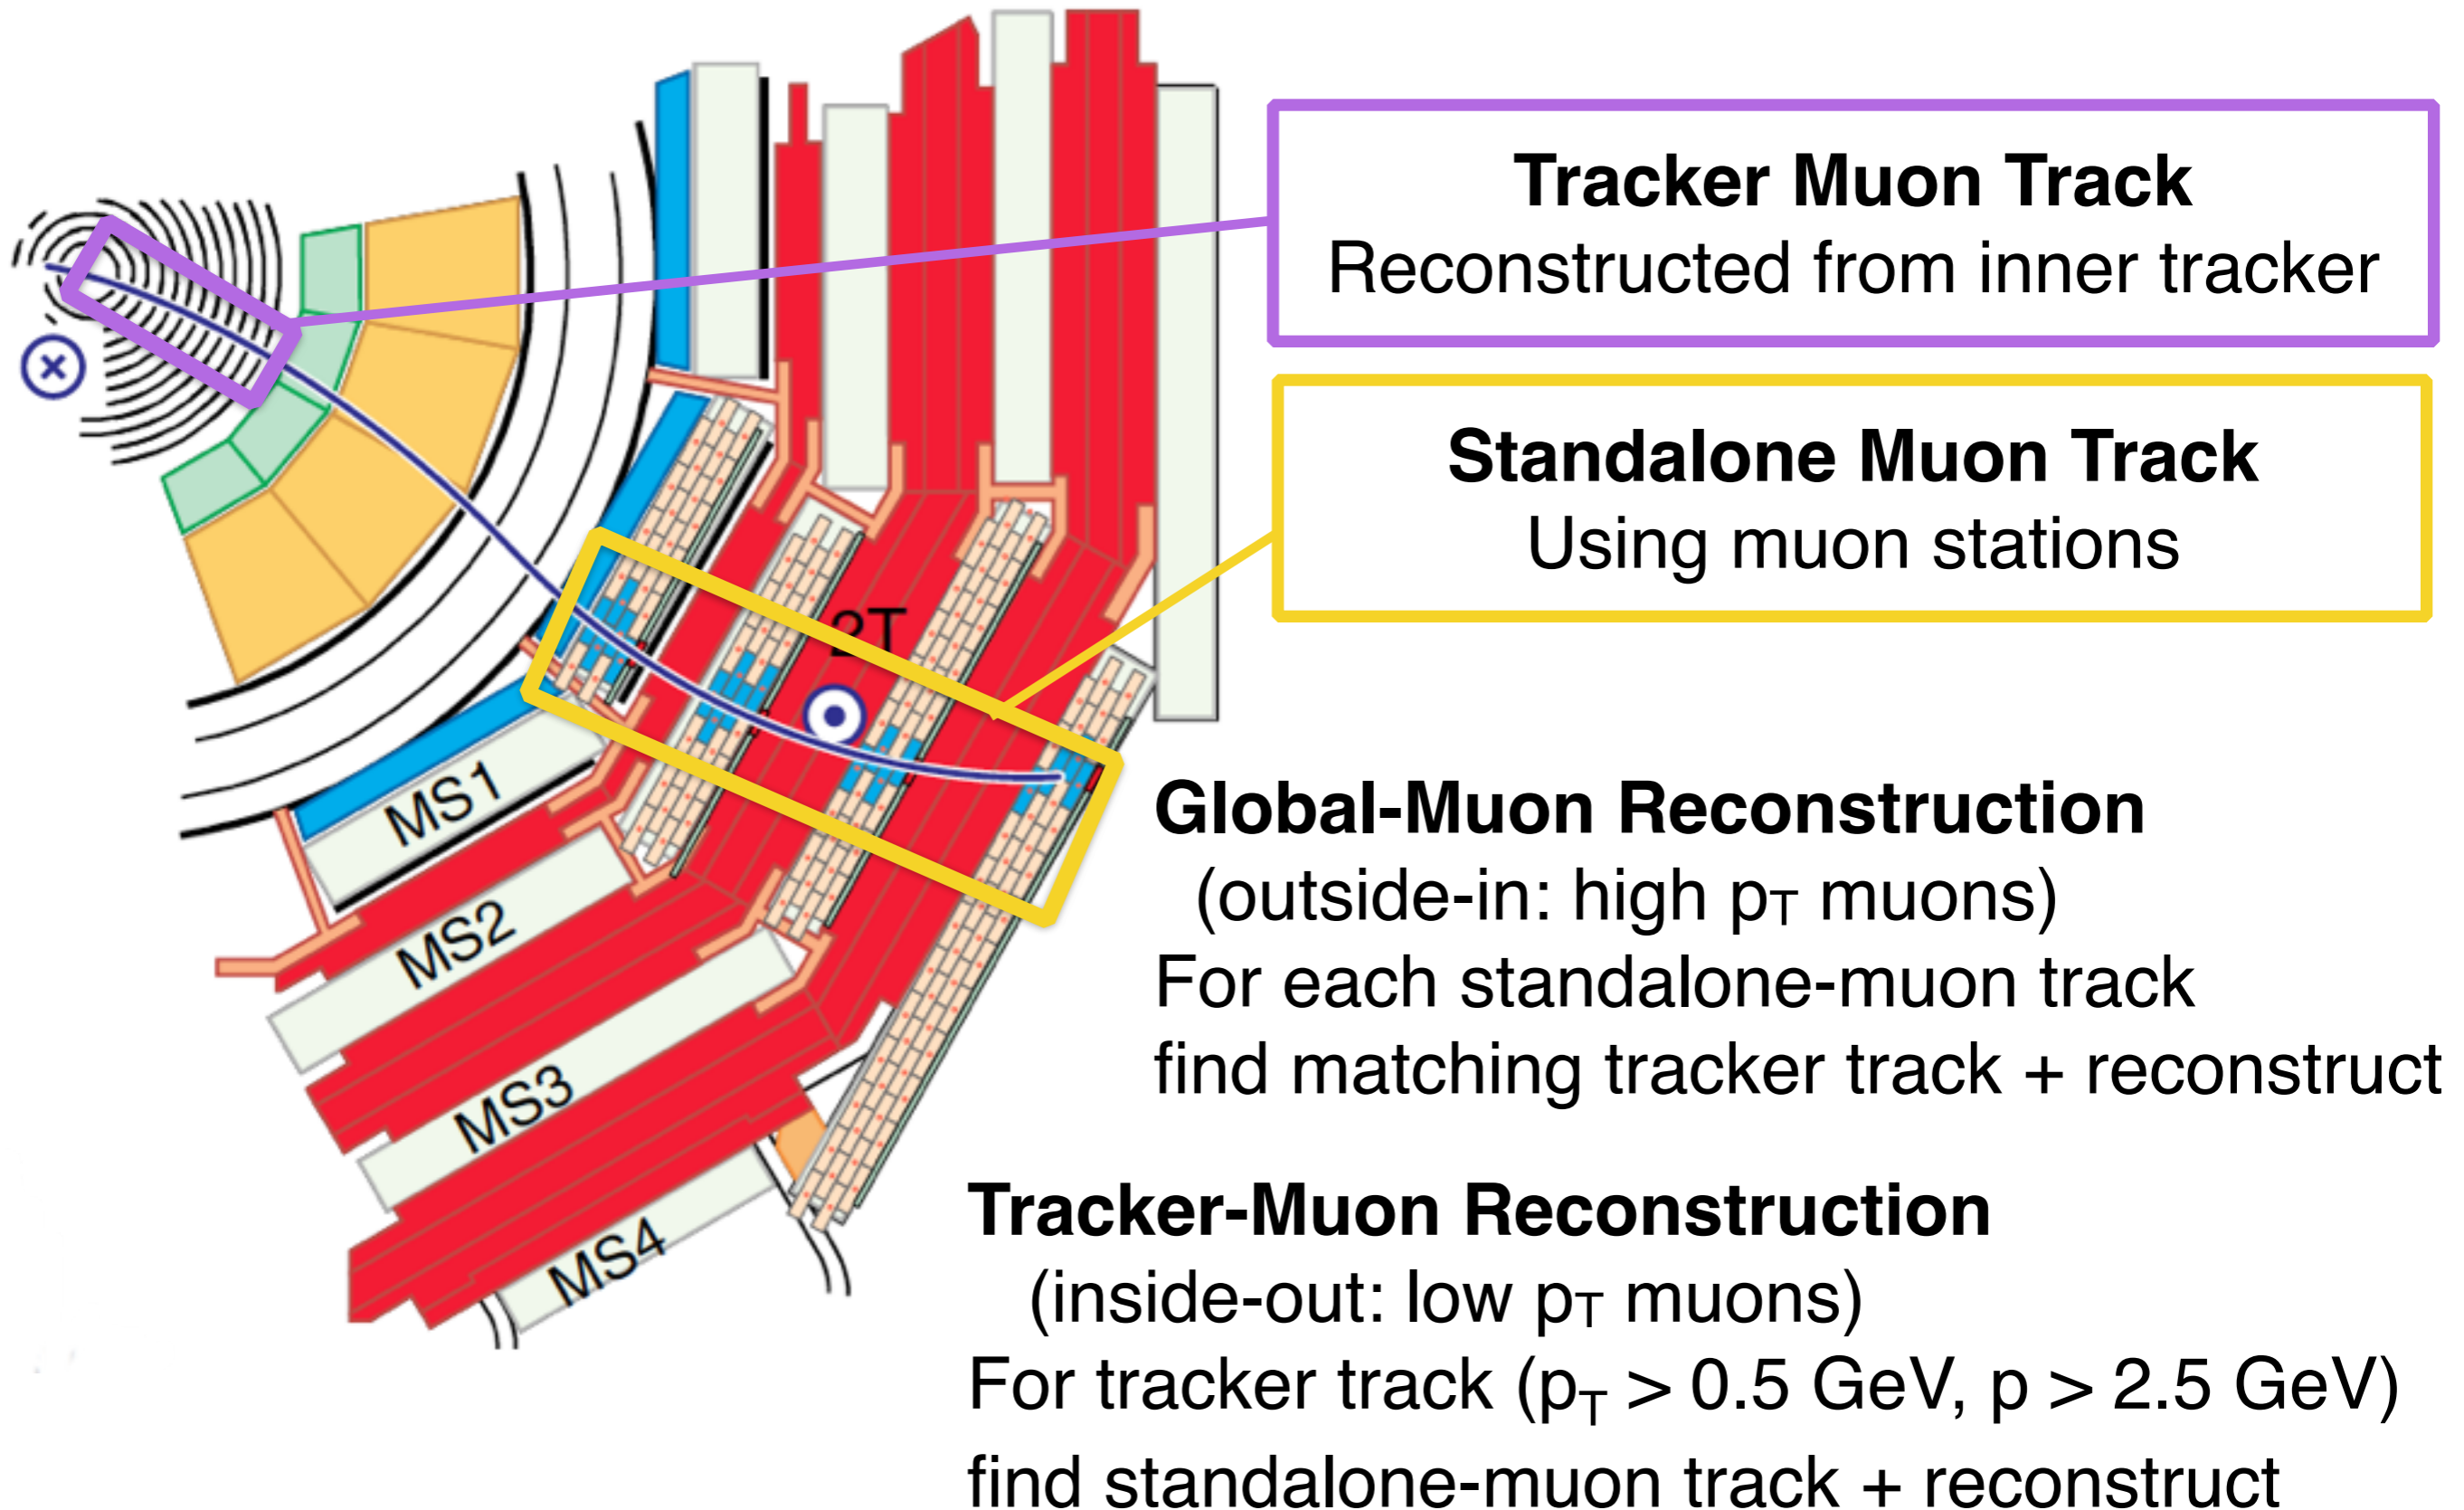 Tracker Muon Track
Reconstructed from inner tracker
Standalone Muon Track
Using muon stations
2T
MS1
MS2
MS3
MS4
Global-Muon Reconstruction
(outside-in: high pT muons)
For each standalone-muon track
find matching tracker track + reconstruct
Tracker-Muon Reconstruction
(inside-out: low pT muons)
For tracker track (pT > 0.5 GeV, p > 2.5 GeV)
find standalone-muon track + reconstruct